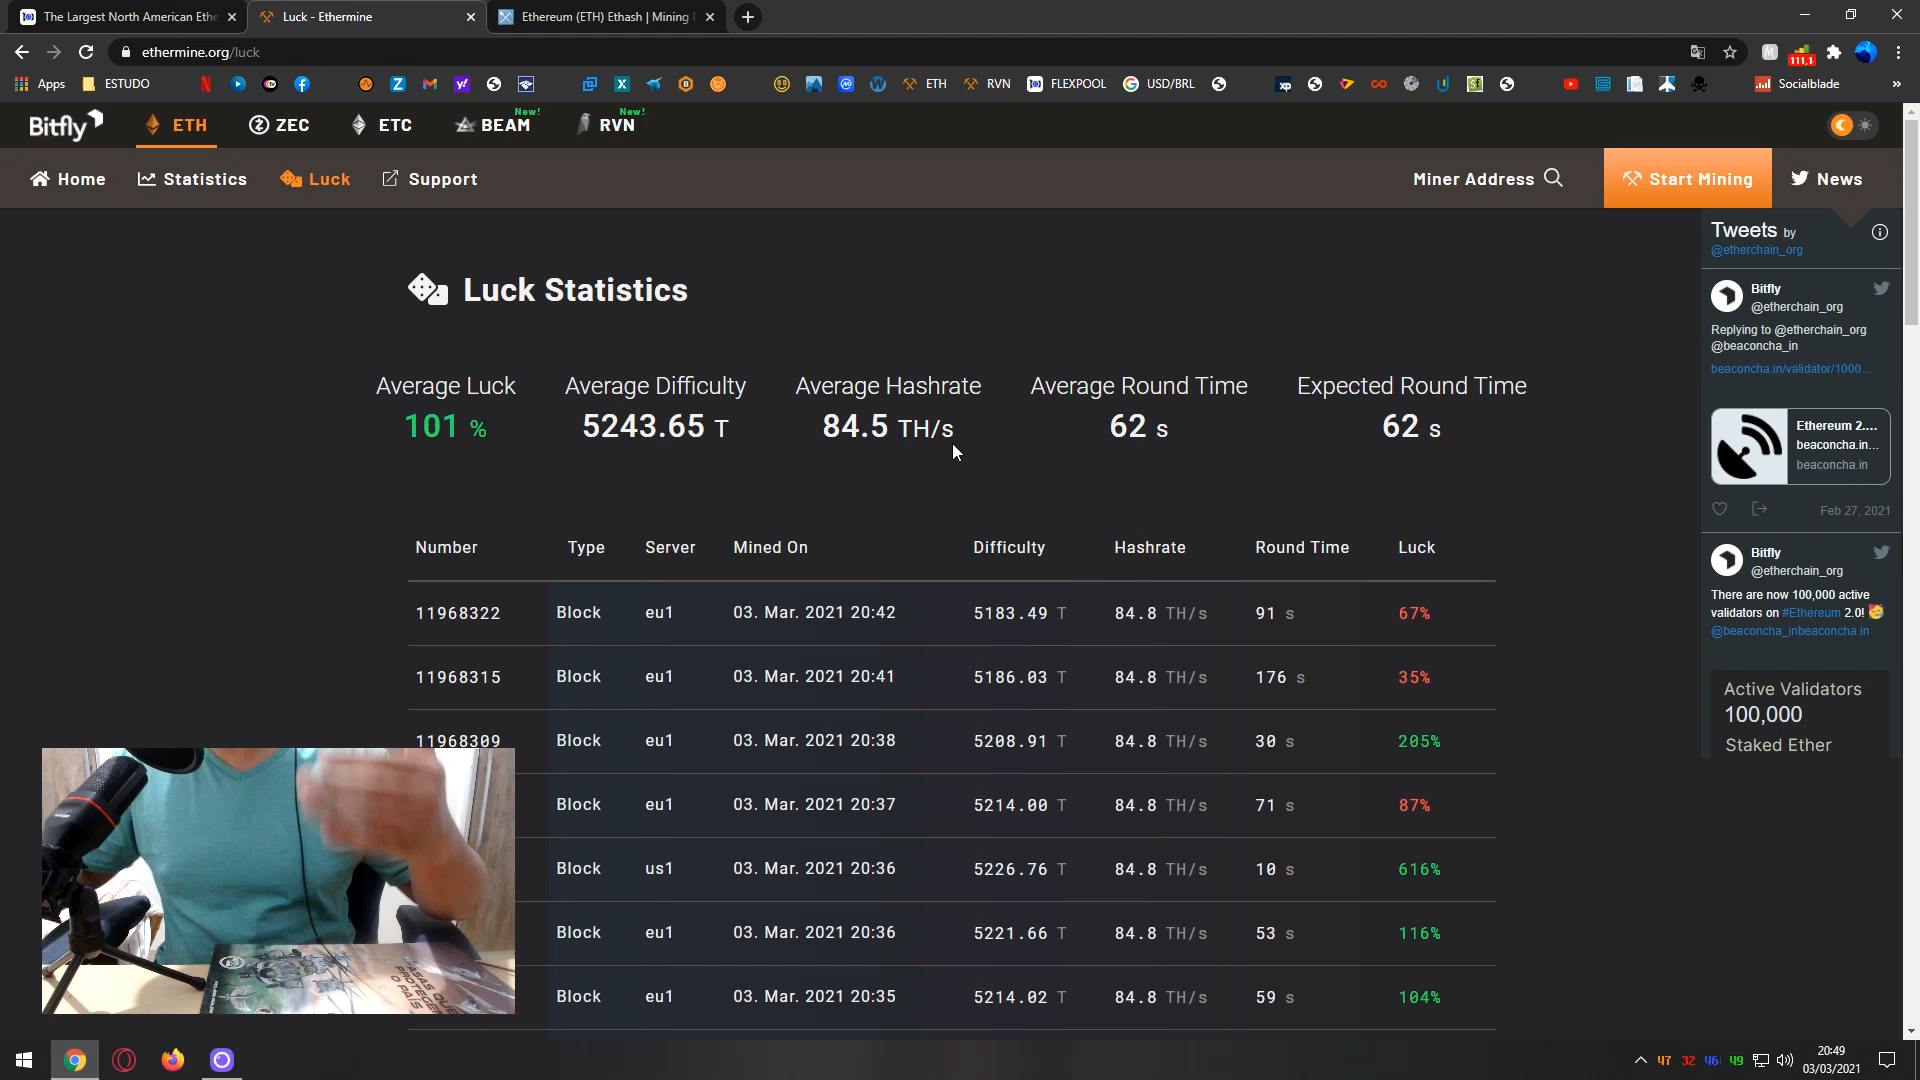 The Largest North American Ethe
Luck - Ethermine
Ethereum (ETH) Ethash | Mining
ethermine.org/luck
111,1
Apps
ESTUDO
ETH
RVN
FLEXPOOL
USD/BRL
Socialblade
Bitfly
ETH
ZEC
ETC
BEAM
New!
RVN
New!
Home
Statistics
Luck
Support
Miner Address
Start Mining
News
Luck Statistics
Average Luck
101 %
Average Difficulty
5243.65 T
Average Hashrate
84.5 TH/s
Average Round Time
62 s
Expected Round Time
62 s
Number Type Server Mined On Difficulty Hashrate Round Time Luck
11968322 Block eu1 03. Mar. 2021 20:42 5183.49 T 84.8 TH/s 91 s 67%
11968315 Block eu1 03. Mar. 2021 20:41 5186.03 T 84.8 TH/s 176 s 35%
11968309 Block eu1 03. Mar. 2021 20:38 5208.91 T 84.8 TH/s 30 s 205%
Block eu1 03. Mar. 2021 20:37 5214.00 T 84.8 TH/s 71 s 87%
Block us1 03. Mar. 2021 20:36 5226.76 T 84.8 TH/s 10 s 616%
Block eu1 03. Mar. 2021 20:36 5221.66 T 84.8 TH/s 53 s 116%
Block eu1 03. Mar. 2021 20:35 5214.02 T 84.8 TH/s 59 s 104%
Tweets by
@etherchain_org
Bitfly
@etherchain_org
Replying to @etherchain_org
@beaconcha_in
beaconcha.in/validator/1000...
Ethereum 2....
beaconcha.in...
beaconcha.in
Feb 27, 2021
Bitfly
@etherchain_org
There are now 100,000 active
validators on #Ethereum 2.0! 🥳
@beaconcha_inbeaconcha.in
Active Validators
100,000
Staked Ether
ASAS QUE
PROTEGEM
O PAÍS
47 32 46 49
20:49
03/03/2021